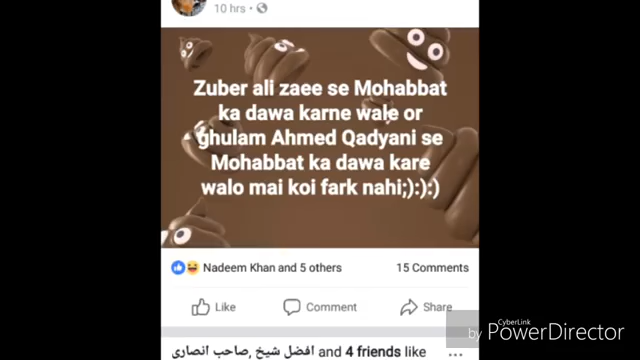 10 hrs •
Zuber ali zaee se Mohabbat
ka dawa karne wale or
ghulam Ahmed Qadyani se
Mohabbat ka dawa kare
walo mai koi fark nahi;):):)
Nadeem Khan and 5 others 15 Comments
Like Comment Share
افضل شیخ, صاحب انصاری and 4 friends like
by CyberLink PowerDirector